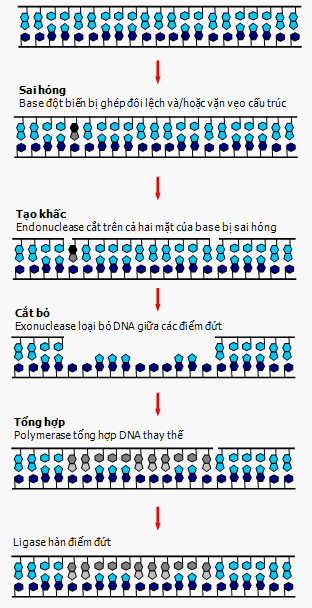 Sai hỏng
Base đột biến bị ghép đôi lệch và/hoặc vặn vẹo cấu trúc
Tạo khấc
Endonuclease cắt trên cả hai mặt của base bị sai hỏng
Cắt bỏ
Exonuclease loại bỏ DNA giữa các điểm đứt
Tổng hợp
Polymerase tổng hợp DNA thay thế
Ligase hàn điểm đứt